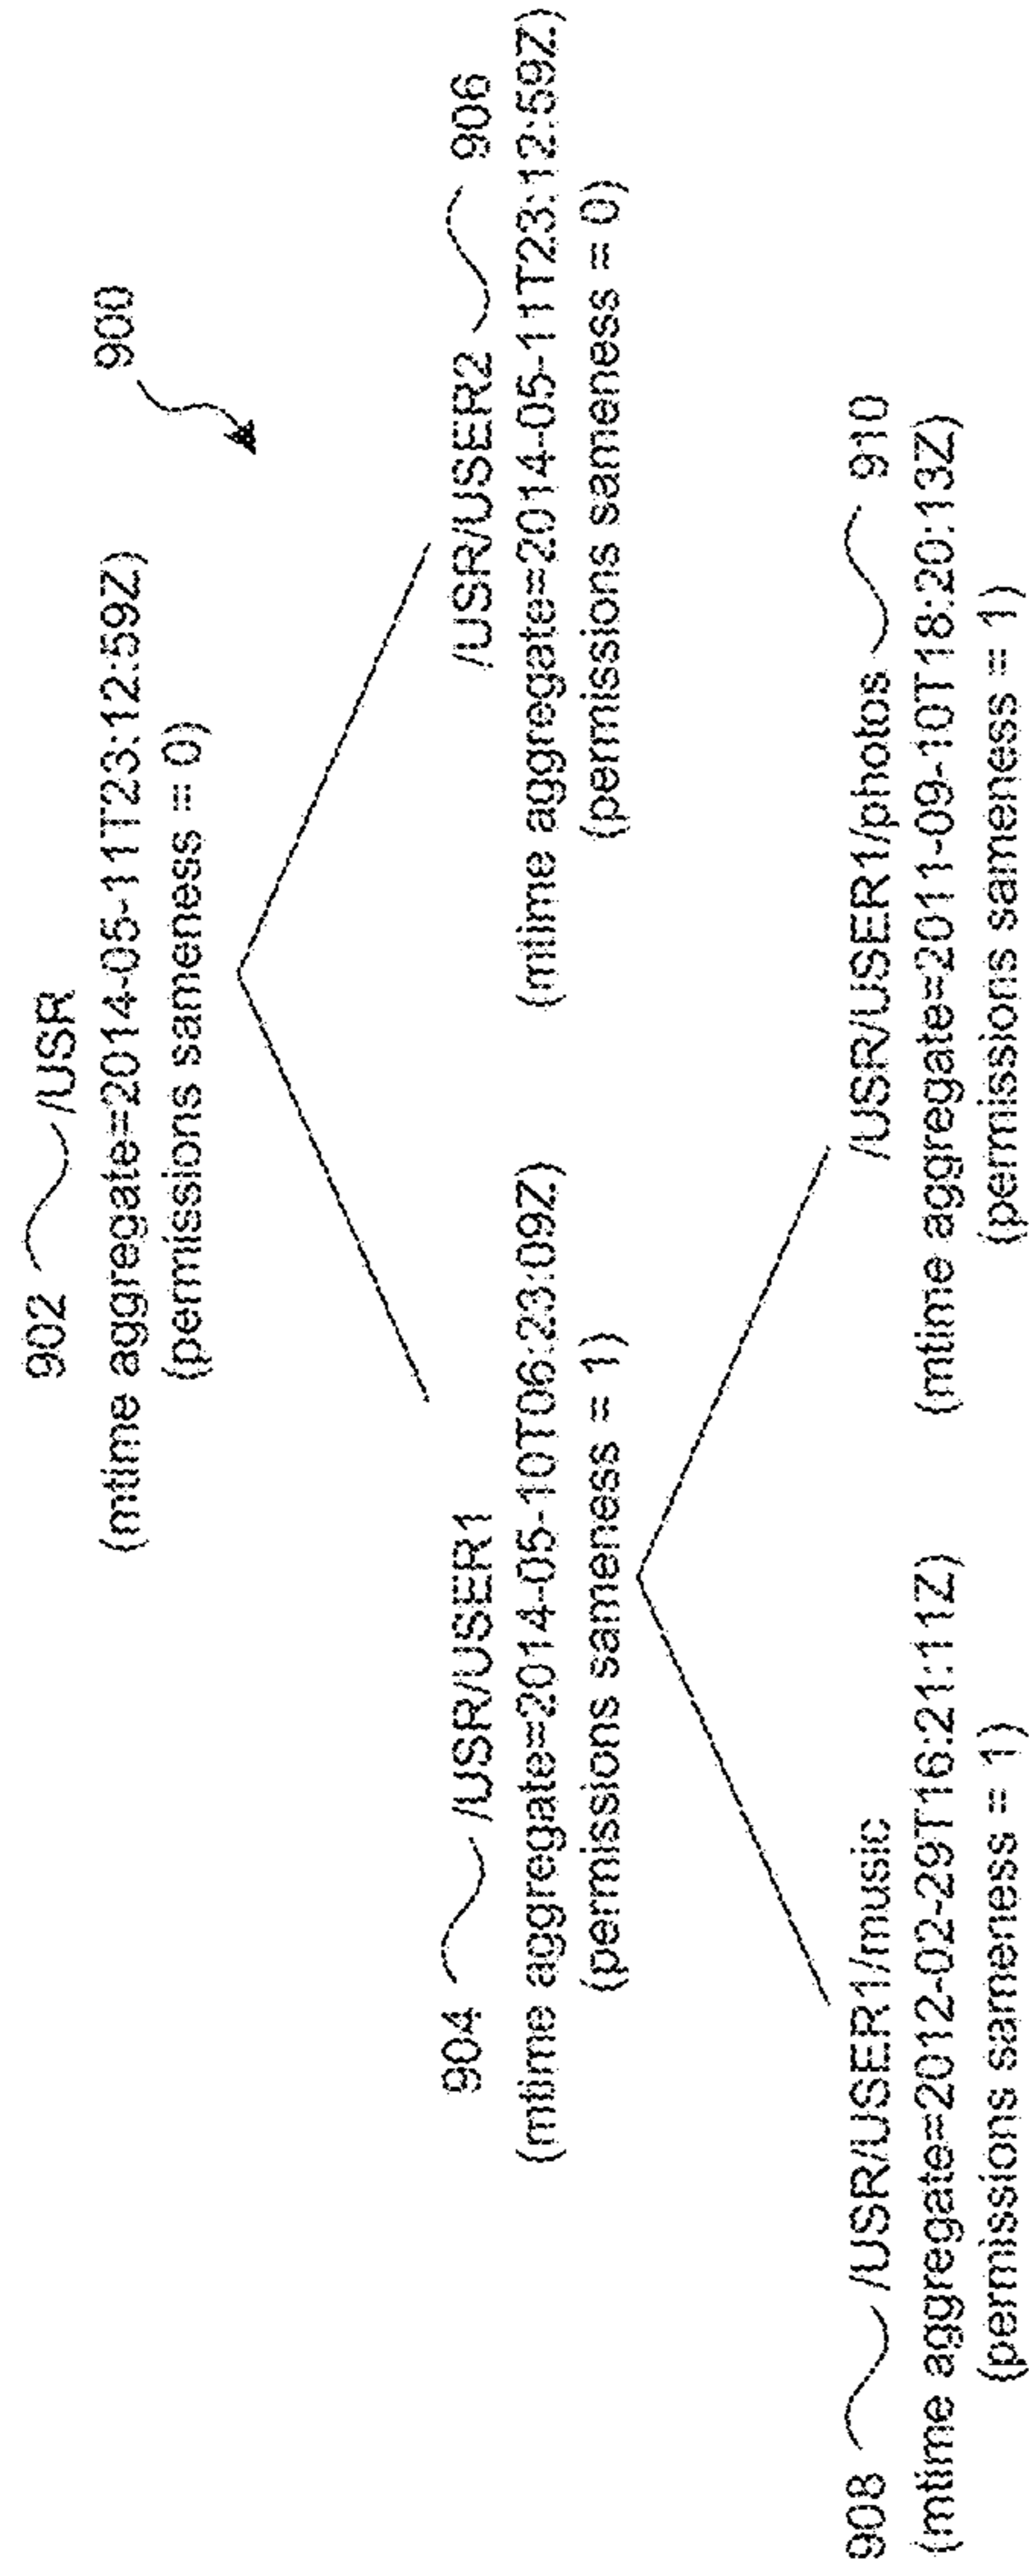 900
902 /USR
(mtime aggregate=2014-05-11T23:12:59Z)
(permissions sameness = 0)
904 /USR/USER1
(mtime aggregate=2014-05-10T06:23:09Z)
(permissions sameness = 1)
/USR/USER2 906
(mtime aggregate=2014-05-11T23:12:59Z)
(permissions sameness = 0)
908 /USR/USER1/music
(mtime aggregate=2012-02-29T16:21:11Z)
(permissions sameness = 1)
/USR/USER1/photos 910
(mtime aggregate=2011-09-10T18:20:13Z)
(permissions sameness = 1)